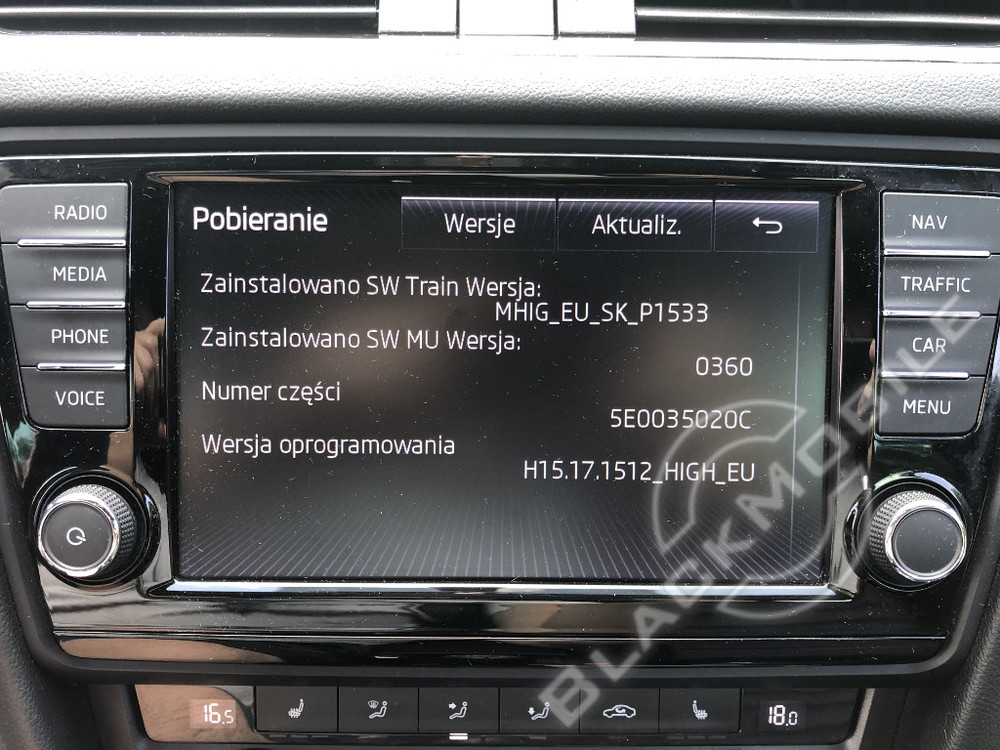 Pobieranie Wersje Aktualiz.
Zainstalowano SW Train Wersja:
MHIG_EU_SK_P1533
Zainstalowano SW MU Wersja:
0360
Numer części
5E0035020C
Wersja oprogramowania
H15.17.1512_HIGH_EU
RADIO
MEDIA
PHONE
VOICE
NAV
TRAFFIC
CAR
MENU
16.5
18.0
BLACKMOBILE